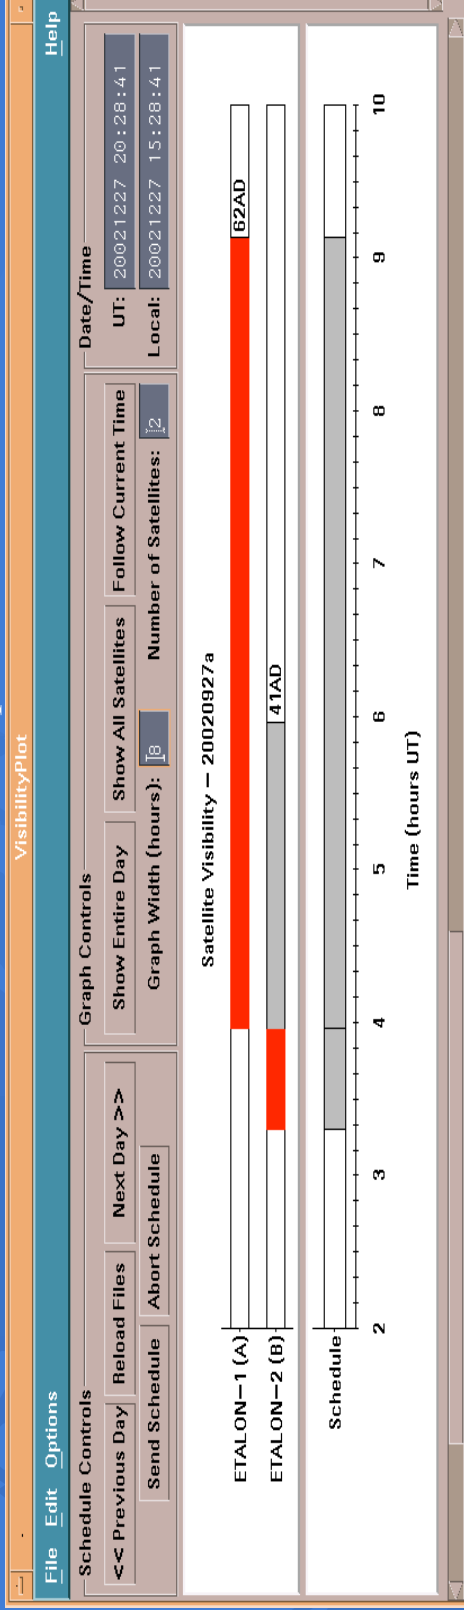 VisibilityPlot
File Edit Options Help
Schedule Controls
<< Previous Day Reload Files Next Day >>
Send Schedule Abort Schedule
Graph Controls
Show Entire Day Show All Satellites Follow Current Time
Graph Width (hours): 8 Number of Satellites: 2
Date/Time
UT: 20021227 20:28:41
Local: 20021227 15:28:41
Satellite Visibility – 20020927a
ETALON–1 (A) 62AD
ETALON–2 (B) 41AD
Schedule
2 3 4 5 6 7 8 9 10
Time (hours UT)